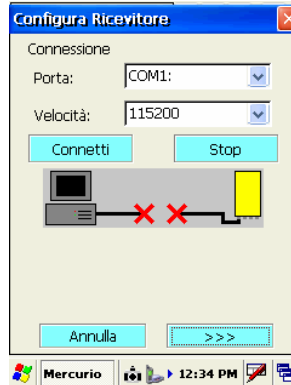 Configura Ricevitore
Connessione
Porta: COM1:
Velocità: 115200
Connetti Stop
Annulla >>>
Mercurio 12:34 PM